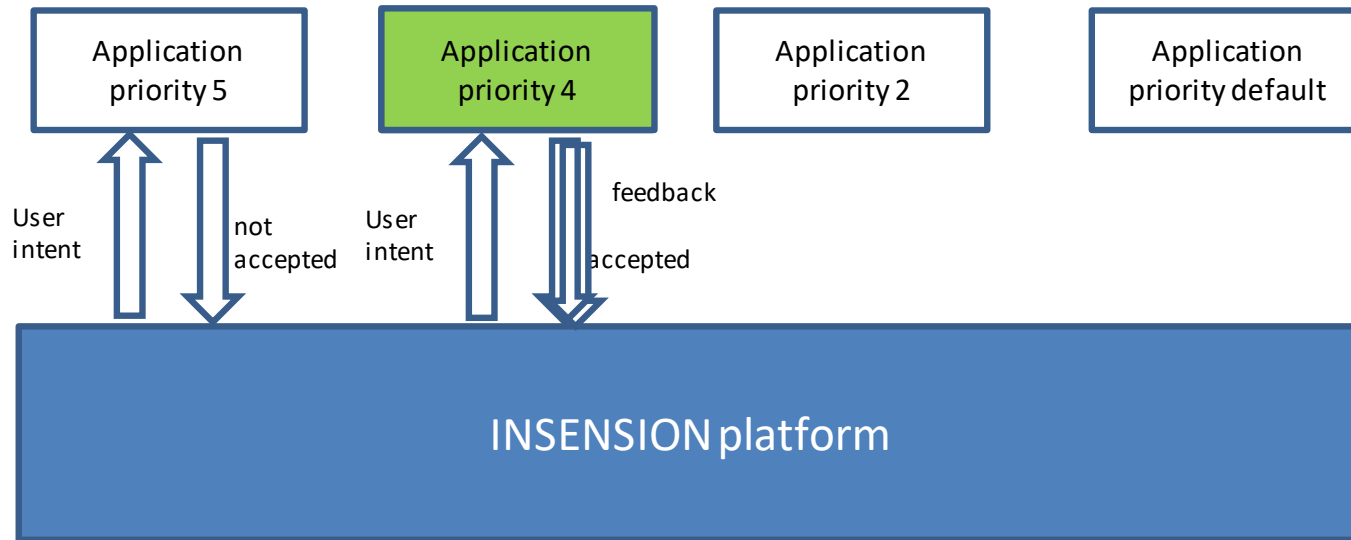 Application
priority 5
Application
priority 4
Application
priority 2
Application
priority default
User
intent
not
accepted
User
intent
feedback
accepted
INSENSION platform